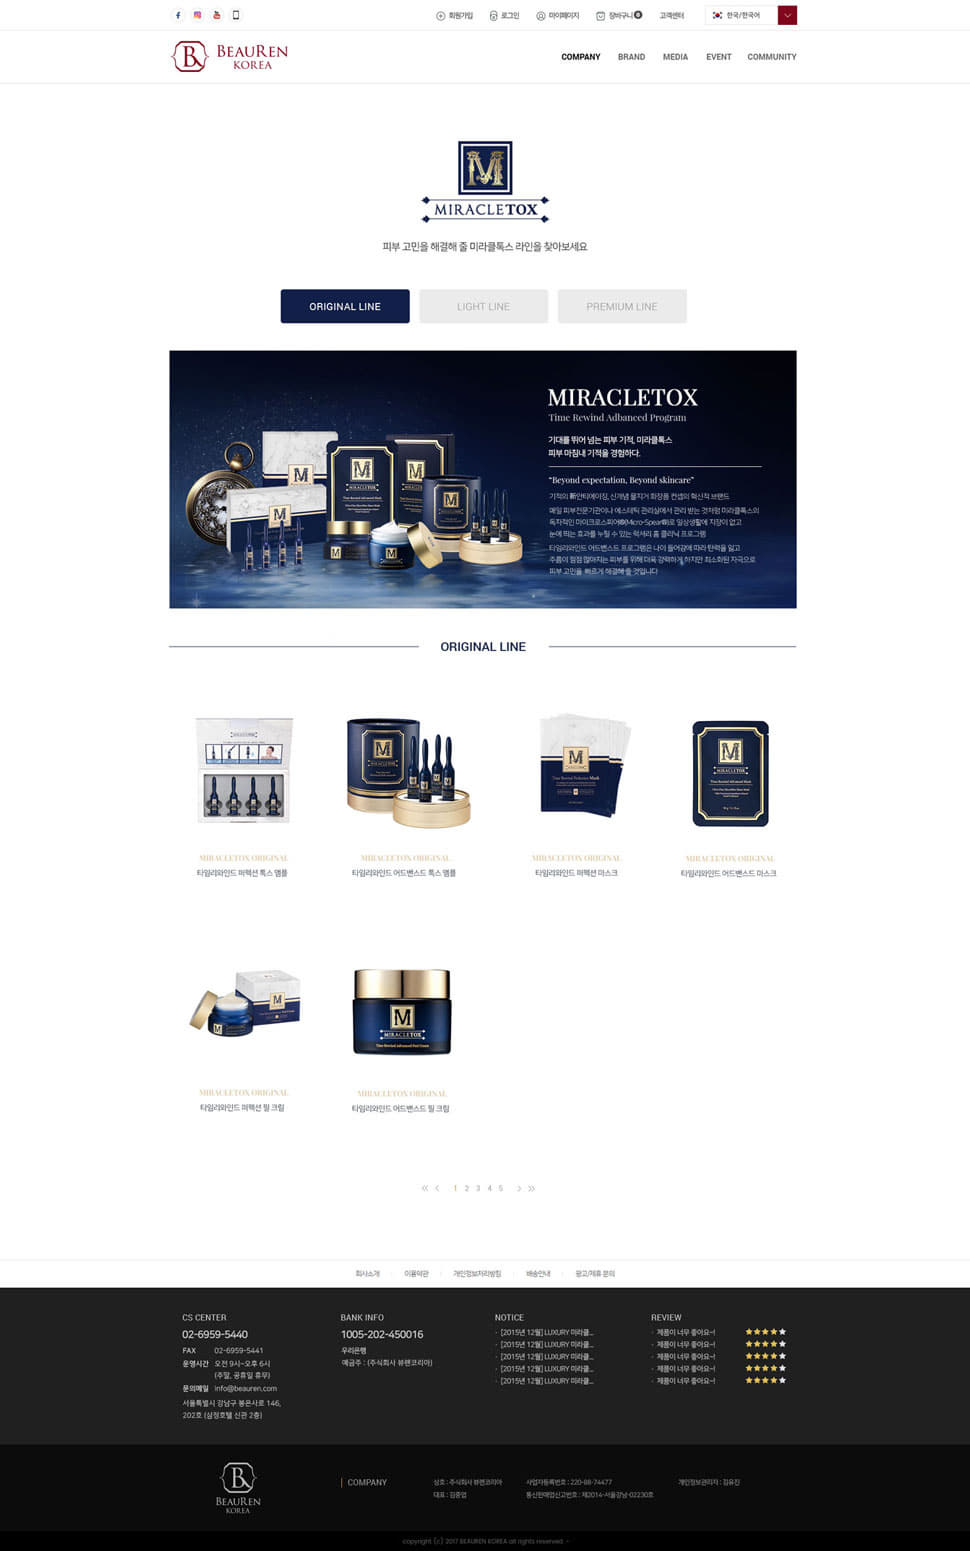 회원가입
로그인
마이페이지
장바구니 0
고객센터
한국/한국어
BEAUREN
KOREA
COMPANY
BRAND
MEDIA
EVENT
COMMUNITY
M
MIRACLETOX
피부 고민을 해결해 줄 미라클톡스 라인을 찾아보세요
ORIGINAL LINE
LIGHT LINE
PREMIUM LINE
MIRACLETOX
Time Rewind Adbanced Program
기대를 뛰어 넘는 피부 기적, 미라클톡스
피부 마침내 기적을 경험하다.
"Beyond expectation, Beyond skincare"
기적의 新안티에이징, 신개념 물지거 화장품 컨셉의 혁신적 브랜드
매일 피부전문기관이나 에스테틱 관리실에서 관리 받는 것처럼 미라클톡스의
독자적인 마이크로스피어®(Micro-Spear®)로 일상생활에 지장이 없고
눈에 띄는 효과를 누릴 수 있는 럭셔리 홈 클리닉 프로그램
타임리와인드 어드밴스드 프로그램은 나이 들어감에 따라 탄력을 잃고
주름이 점점 많아지는 피부를 위해 더욱 강력하게 하지만 최소화된 자극으로
피부 고민을 빠르게 해결해 줄 것입니다
ORIGINAL LINE
MIRACLETOX ORIGINAL
타임리와인드 퍼펙션 톡스 앰플
MIRACLETOX ORIGINAL
타임리와인드 어드밴스드 톡스 앰플
MIRACLETOX ORIGINAL
타임리와인드 퍼펙션 마스크
MIRACLETOX ORIGINAL
타임리와인드 어드밴스드 마스크
MIRACLETOX ORIGINAL
타임리와인드 퍼펙션 필 크림
MIRACLETOX ORIGINAL
타임리와인드 어드밴스드 필 크림
1 2 3 4 5
회사소개
이용약관
개인정보처리방침
배송안내
광고/제휴 문의
CS CENTER
02-6959-5440
FAX 02-6959-5441
운영시간 오전 9시~오후 6시
(주말, 공휴일 휴무)
문의메일 info@beauren.com
서울특별시 강남구 봉은사로 146,
202호 (삼정호텔 신관 2층)
BANK INFO
1005-202-450016
우리은행
예금주 : (주식회사 뷰렌코리아)
NOTICE
· [2015년 12월] LUXURY 미라클...
· [2015년 12월] LUXURY 미라클...
· [2015년 12월] LUXURY 미라클...
· [2015년 12월] LUXURY 미라클...
· [2015년 12월] LUXURY 미라클...
REVIEW
· 제품이 너무 좋아요~!
· 제품이 너무 좋아요~!
· 제품이 너무 좋아요~!
· 제품이 너무 좋아요~!
· 제품이 너무 좋아요~!
BEAUREN
KOREA
COMPANY
상호 : 주식회사 뷰렌코리아
사업자등록번호 : 220-88-74477
개인정보관리자 : 김유진
대표 : 김중엽
통신판매업신고번호 : 제2014-서울강남-02230호
copyright (c) 2017 BEAUREN KOREA all rights reserved.